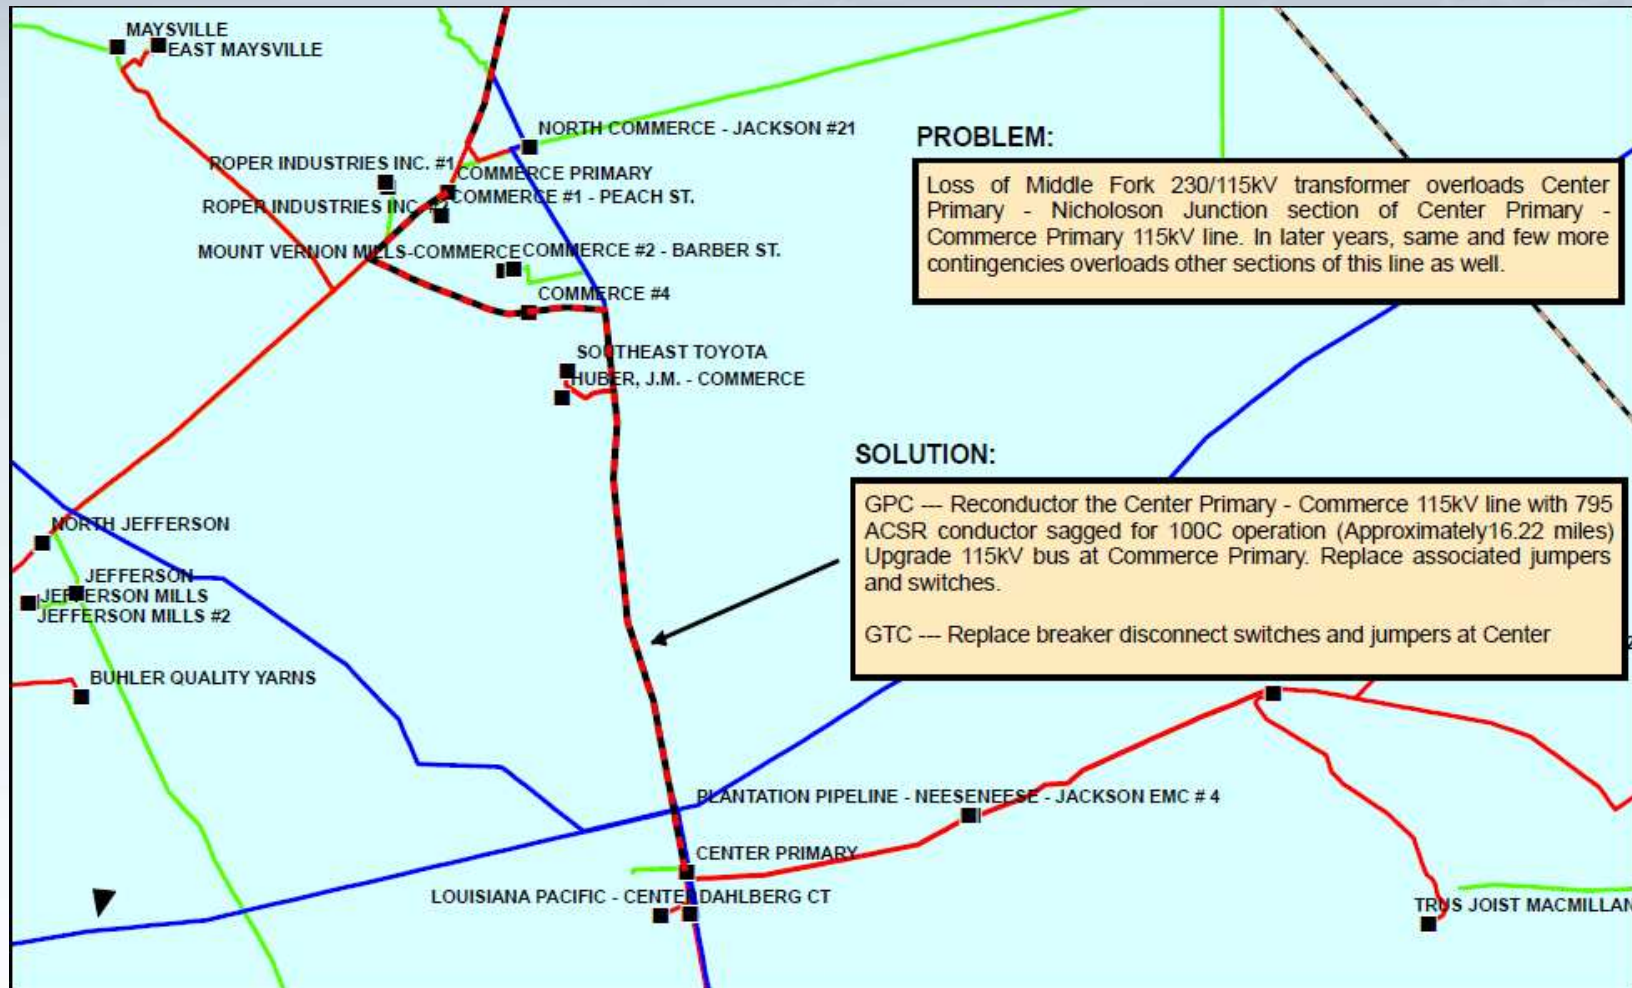 MAYSVILLE
EAST MAYSVILLE
NORTH COMMERCE - JACKSON #21
ROPER INDUSTRIES INC. #1
COMMERCE PRIMARY
COMMERCE #1 - PEACH ST.
ROPER INDUSTRIES INC.
MOUNT VERNON MILLS-COMMERCE
COMMERCE #2 - BARBER ST.
COMMERCE #4
SOUTHEAST TOYOTA
HUBER, J.M. - COMMERCE
PROBLEM:
Loss of Middle Fork 230/115kV transformer overloads Center
Primary - Nicholoson Junction section of Center Primary -
Commerce Primary 115kV line. In later years, same and few more
contingencies overloads other sections of this line as well.
SOLUTION:
GPC --- Reconductor the Center Primary - Commerce 115kV line with 795
ACSR conductor sagged for 100C operation (Approximately16.22 miles)
Upgrade 115kV bus at Commerce Primary. Replace associated jumpers
and switches.
GTC --- Replace breaker disconnect switches and jumpers at Center
NORTH JEFFERSON
JEFFERSON
JEFFERSON MILLS
JEFFERSON MILLS #2
BUHLER QUALITY YARNS
PLANTATION PIPELINE - NEESENEESE - JACKSON EMC # 4
CENTER PRIMARY
LOUISIANA PACIFIC - CENTER
DAHLBERG CT
TRUS JOIST MACMILLAN